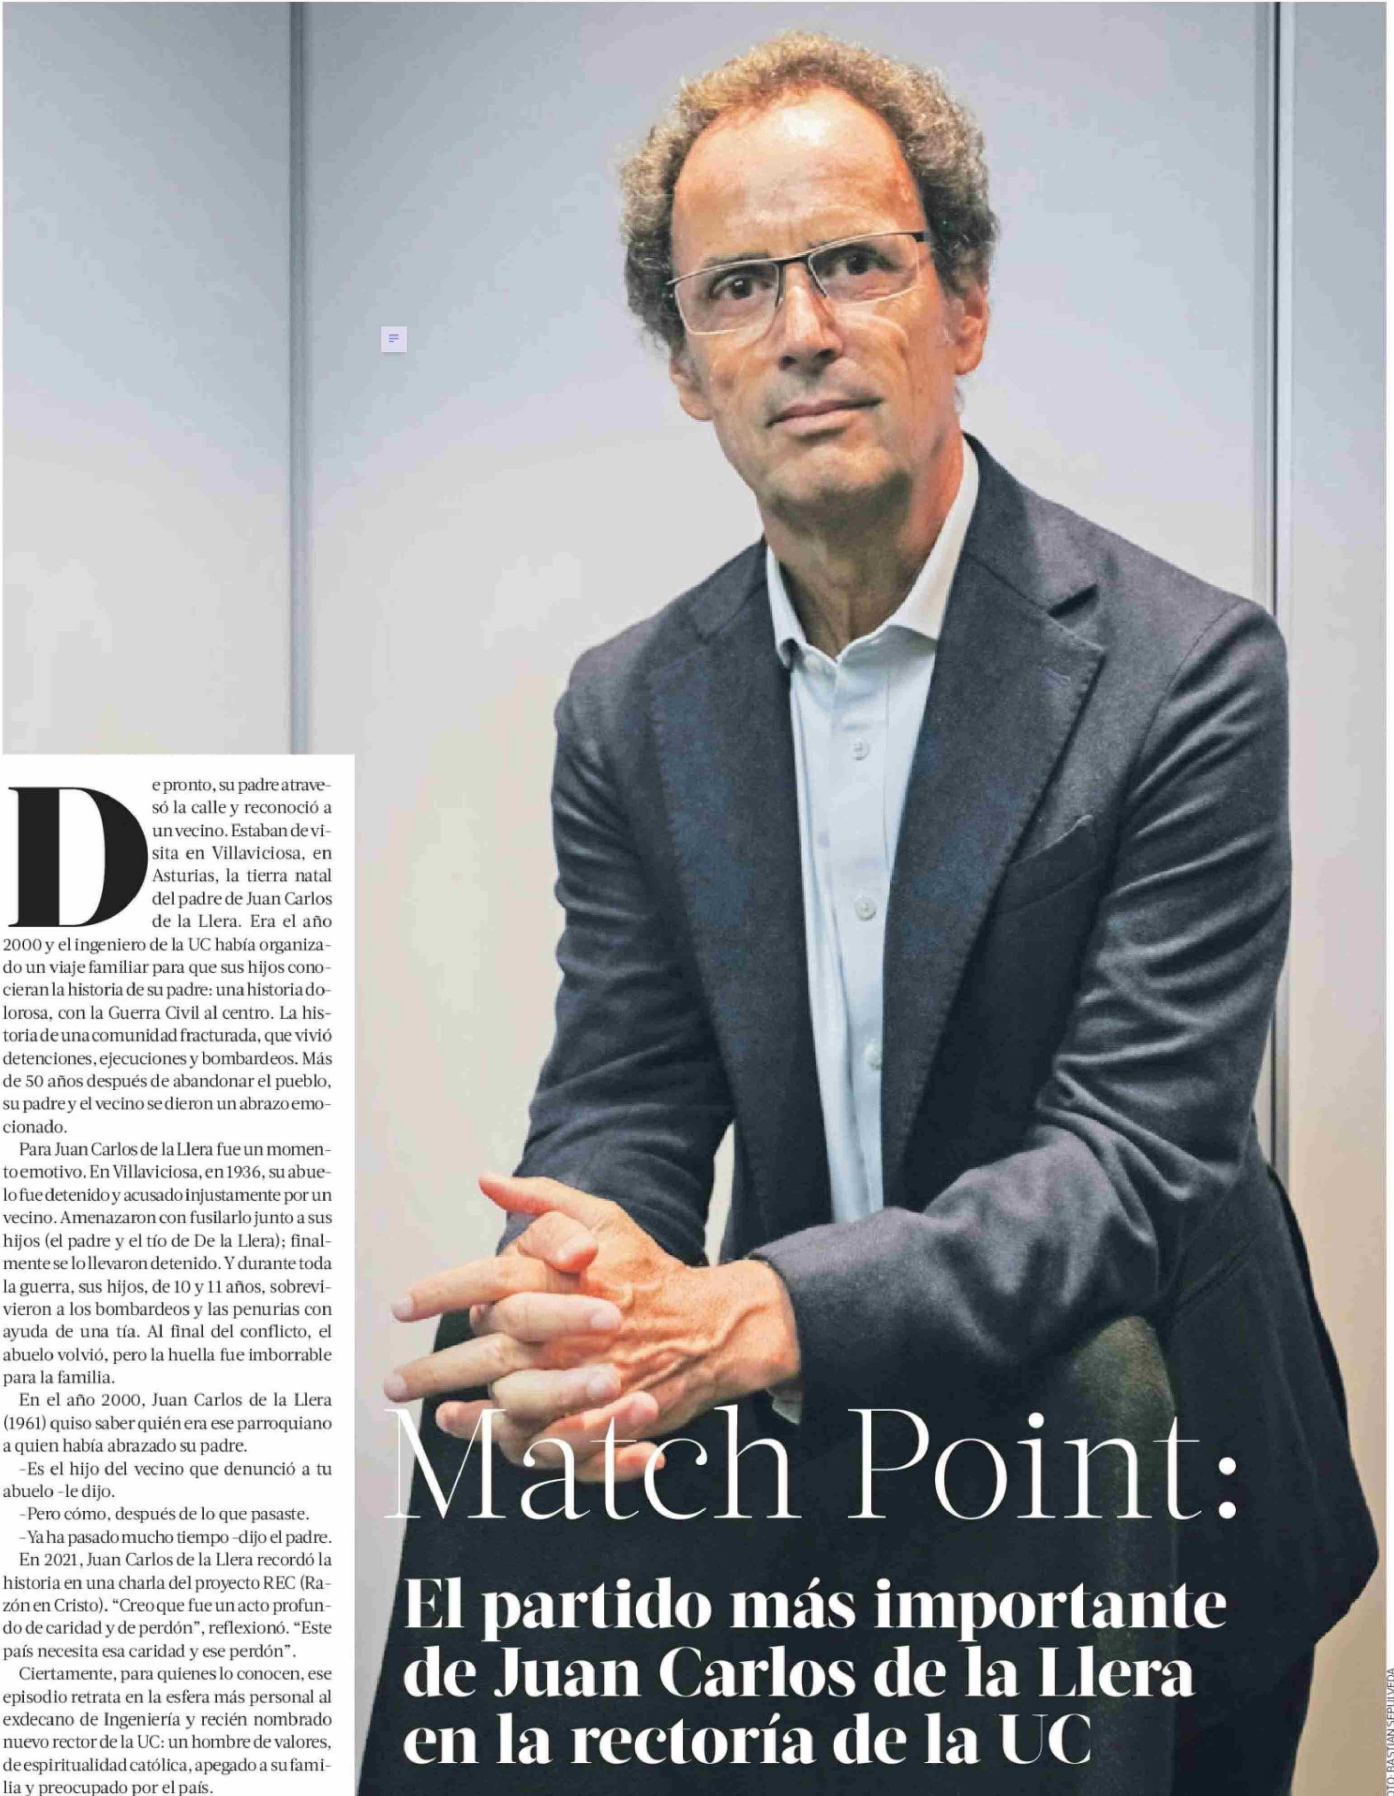 De pronto, su padre atrave-
só la calle y reconoció a
un vecino. Estaban de vi-
sita en Villaviciosa, en
Asturias, la tierra natal
del padre de Juan Carlos
de la Llera. Era el año
2000 y el ingeniero de la UC había organiza-
do un viaje familiar para que sus hijos cono-
cieran la historia de su padre: una historia do-
lorosa, con la Guerra Civil al centro. La his-
toria de una comunidad fracturada, que vivió
detenciones, ejecuciones y bombardeos. Más
de 50 años después de abandonar el pueblo,
su padre y el vecino se dieron un abrazo emo-
cionado.
Para Juan Carlos de la Llera fue un momen-
to emotivo. En Villaviciosa, en 1936, su abue-
lo fue detenido y acusado injustamente por un
vecino. Amenazaron con fusilarlo junto a sus
hijos (el padre y el tío de De la Llera); final-
mente se lo llevaron detenido. Y durante toda
la guerra, sus hijos, de 10 y 11 años, sobrevi-
vieron a los bombardeos y las penurias con
ayuda de una tía. Al final del conflicto, el
abuelo volvió, pero la huella fue imborrable
para la familia.
En el año 2000, Juan Carlos de la Llera
(1961) quiso saber quién era ese parroquiano
a quien había abrazado su padre.
-Es el hijo del vecino que denunció a tu
abuelo -le dijo.
-Pero cómo, después de lo que pasaste.
-Ya ha pasado mucho tiempo -dijo el padre.
En 2021, Juan Carlos de la Llera recordó la
historia en una charla del proyecto REC (Ra-
zón en Cristo). “Creo que fue un acto profun-
do de caridad y de perdón”, reflexionó. “Este
país necesita esa caridad y ese perdón”.
Ciertamente, para quienes lo conocen, ese
episodio retrata en la esfera más personal al
exdecano de Ingeniería y recién nombrado
nuevo rector de la UC: un hombre de valores,
de espiritualidad católica, apegado a su fami-
lia y preocupado por el país.
Match Point:
El partido más importante
de Juan Carlos de la Llera
en la rectoría de la UC
FOTO: BASTIÁN SEPÚLVEDA